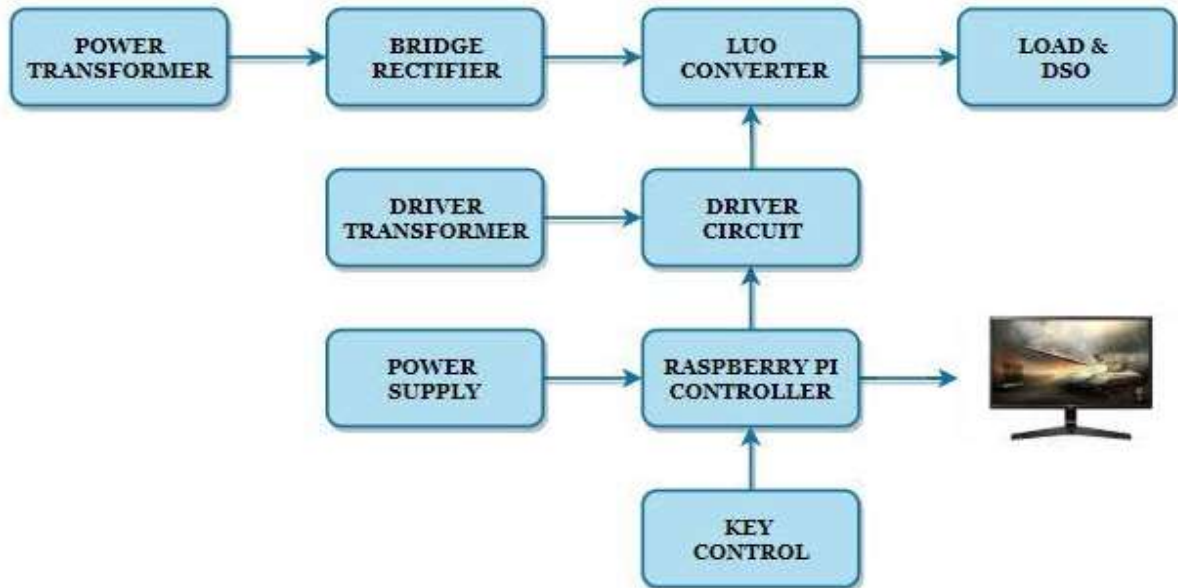 POWER
TRANSFORMER
BRIDGE
RECTIFIER
LUO
CONVERTER
LOAD &
DSO
DRIVER
TRANSFORMER
DRIVER
CIRCUIT
POWER
SUPPLY
RASPBERRY PI
CONTROLLER
KEY
CONTROL